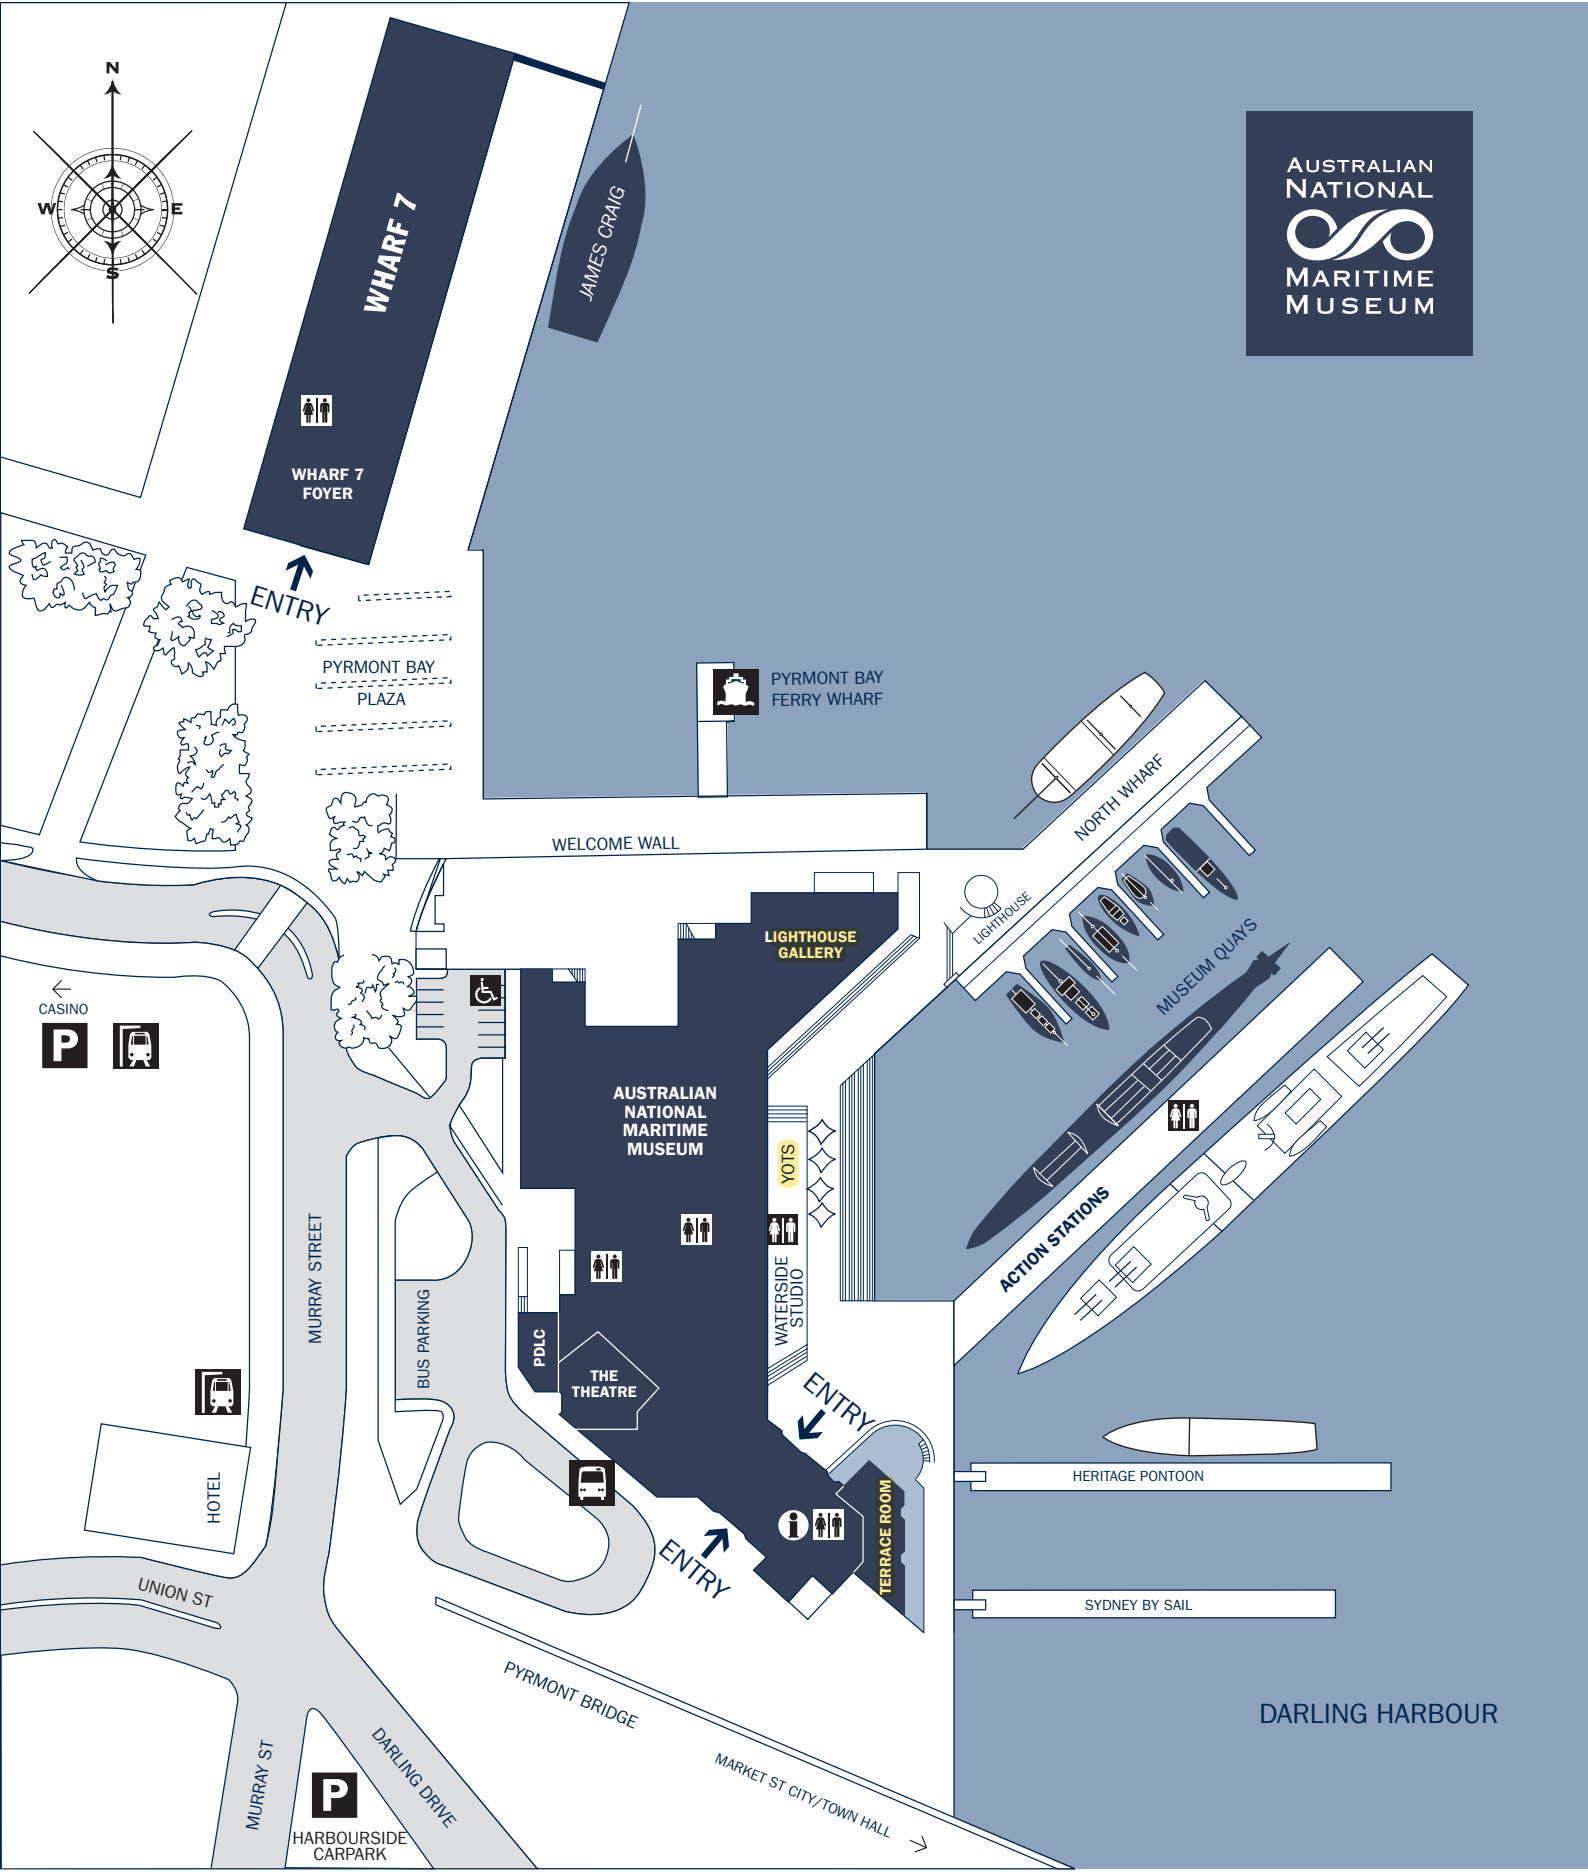 N
W
E
S
AUSTRALIAN
NATIONAL
MARITIME
MUSEUM
WHARF 7
JAMES CRAIG
WHARF 7
FOYER
ENTRY
PYRMONT BAY
PLAZA
PYRMONT BAY
FERRY WHARF
WELCOME WALL
NORTH WHARF
LIGHTHOUSE
MUSEUM QUAYS
LIGHTHOUSE
GALLERY
CASINO
P
AUSTRALIAN
NATIONAL
MARITIME
MUSEUM
YOTS
WATERSIDE
STUDIO
ACTION STATIONS
MURRAY STREET
BUS PARKING
PDLC
THE
THEATRE
ENTRY
HOTEL
HERITAGE PONTOON
TERRACE ROOM
i
ENTRY
UNION ST
SYDNEY BY SAIL
PYRMONT BRIDGE
DARLING HARBOUR
MURRAY ST
DARLING DRIVE
MARKET ST CITY/TOWN HALL
P
HARBOURSIDE
CARPARK